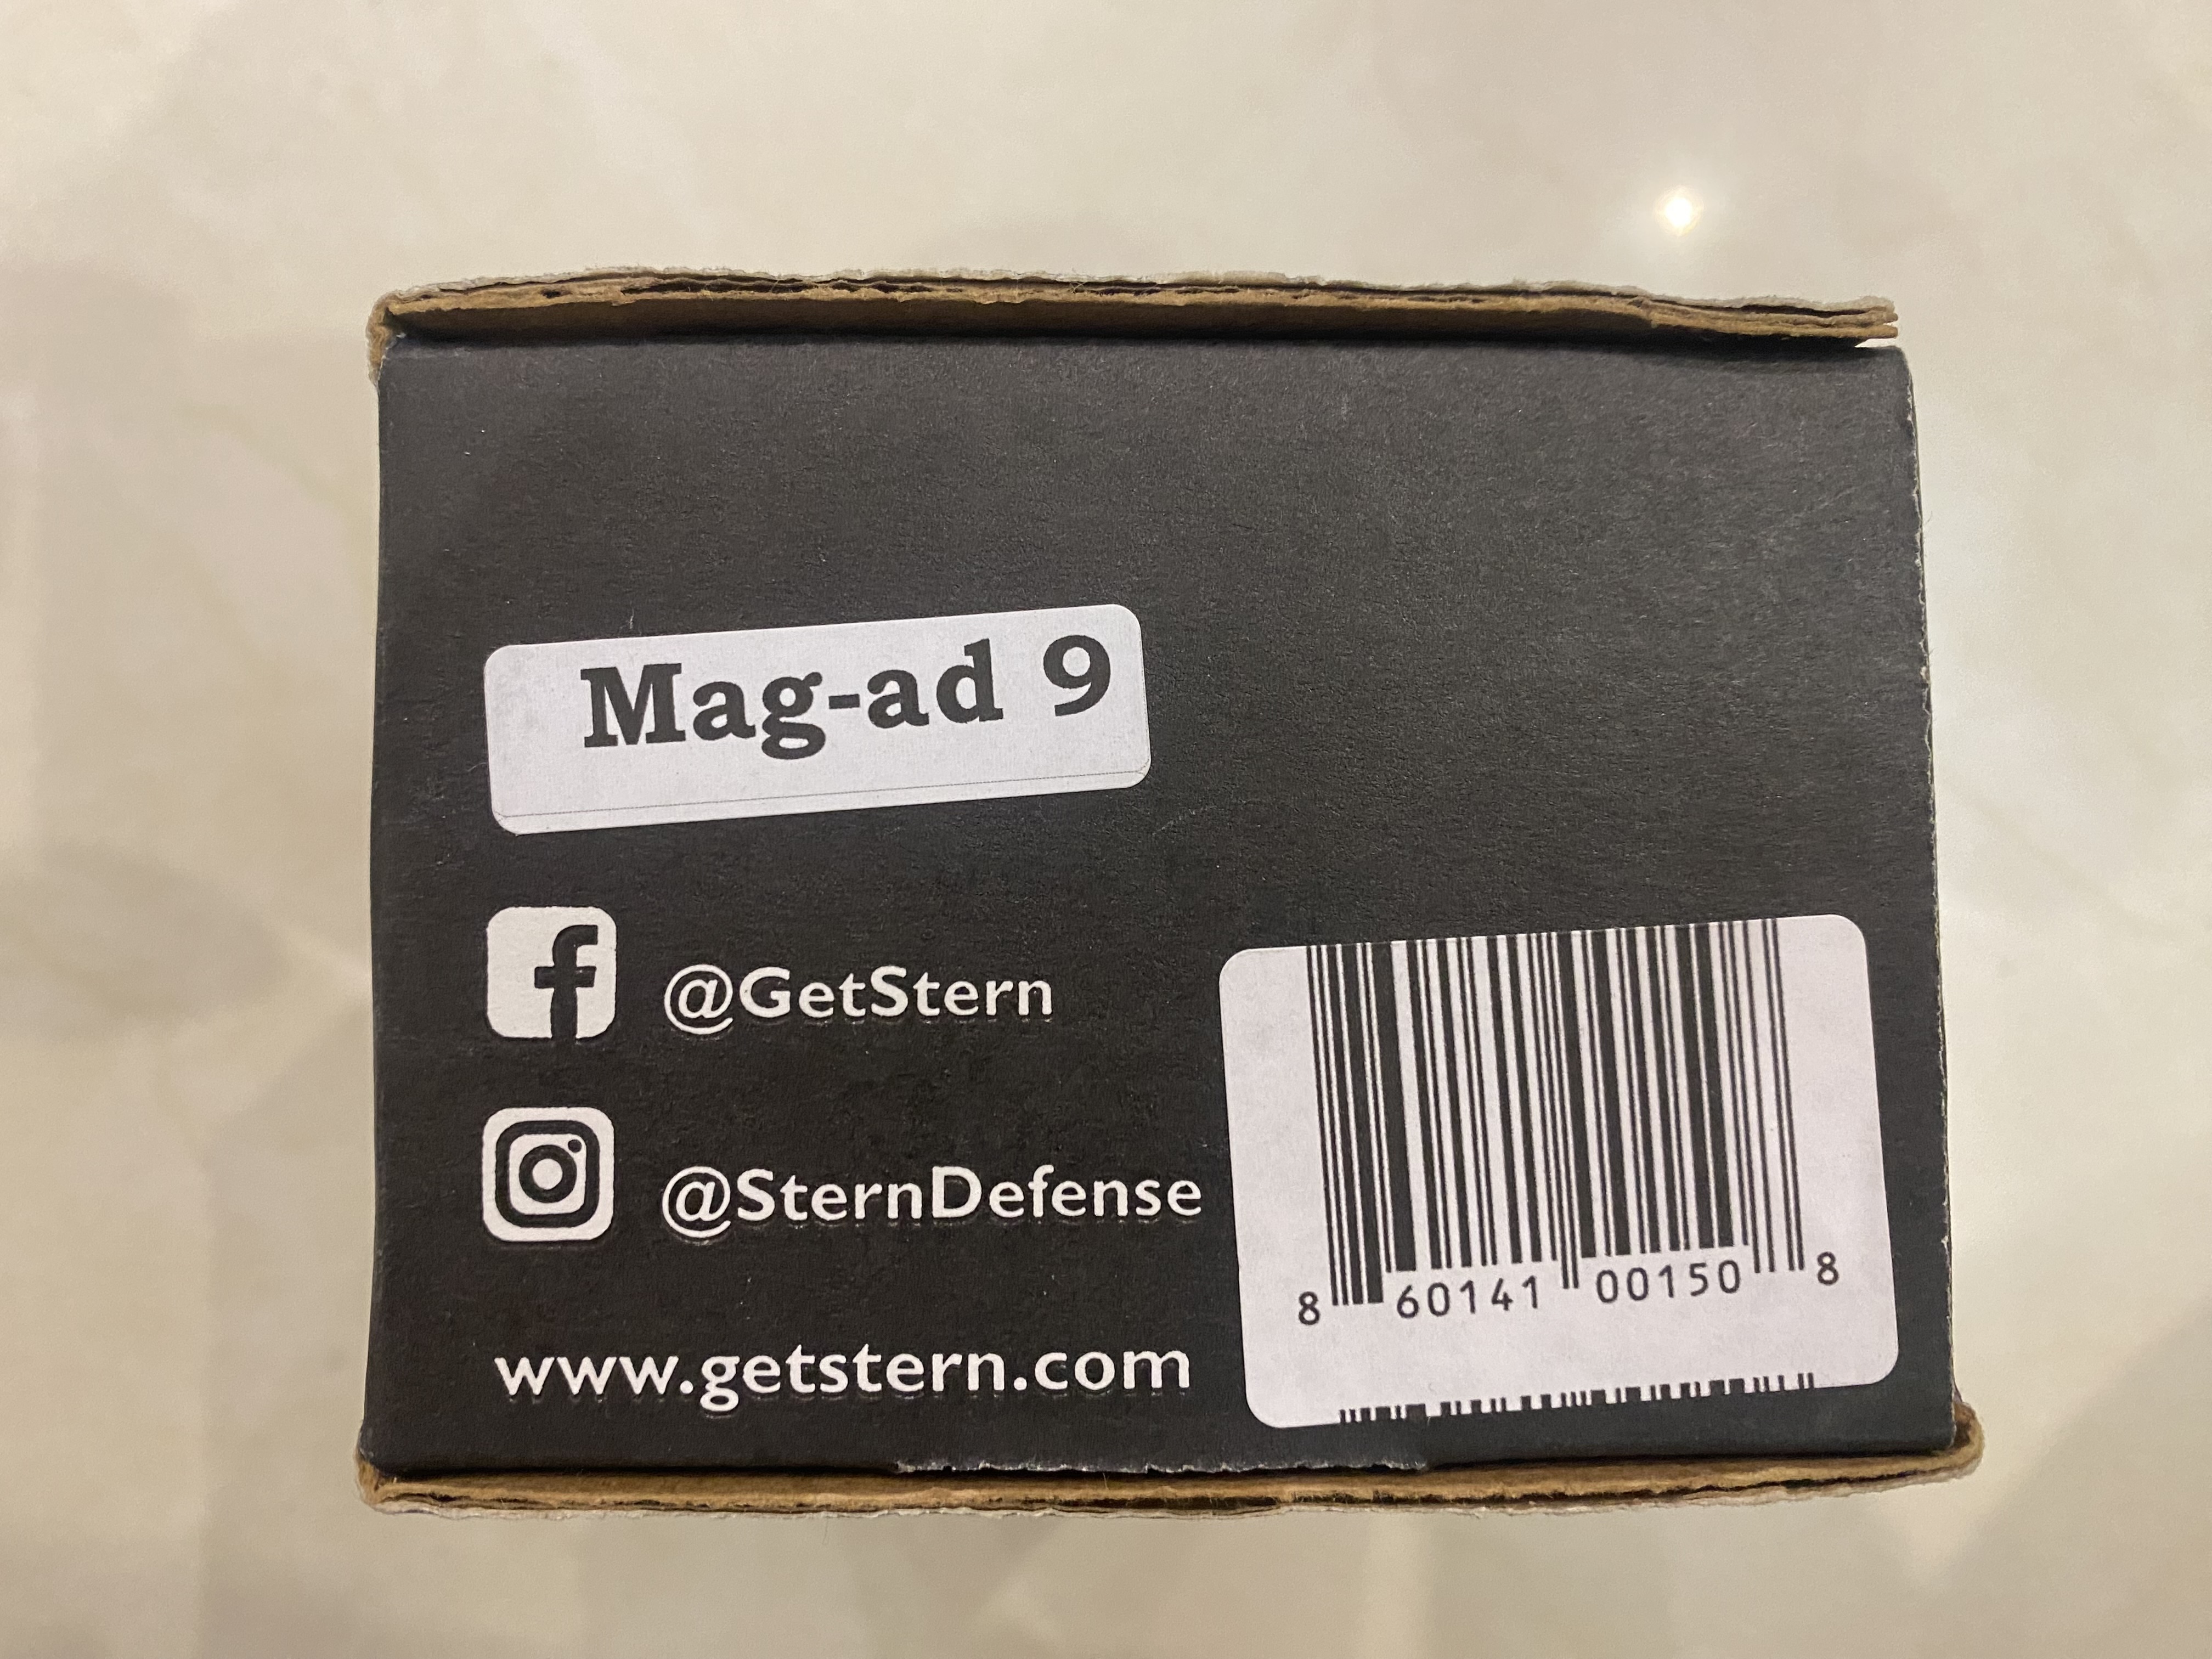 Mag-ad 9
@GetStern
@SternDefense
www.getstern.com
8 60141 00150 8